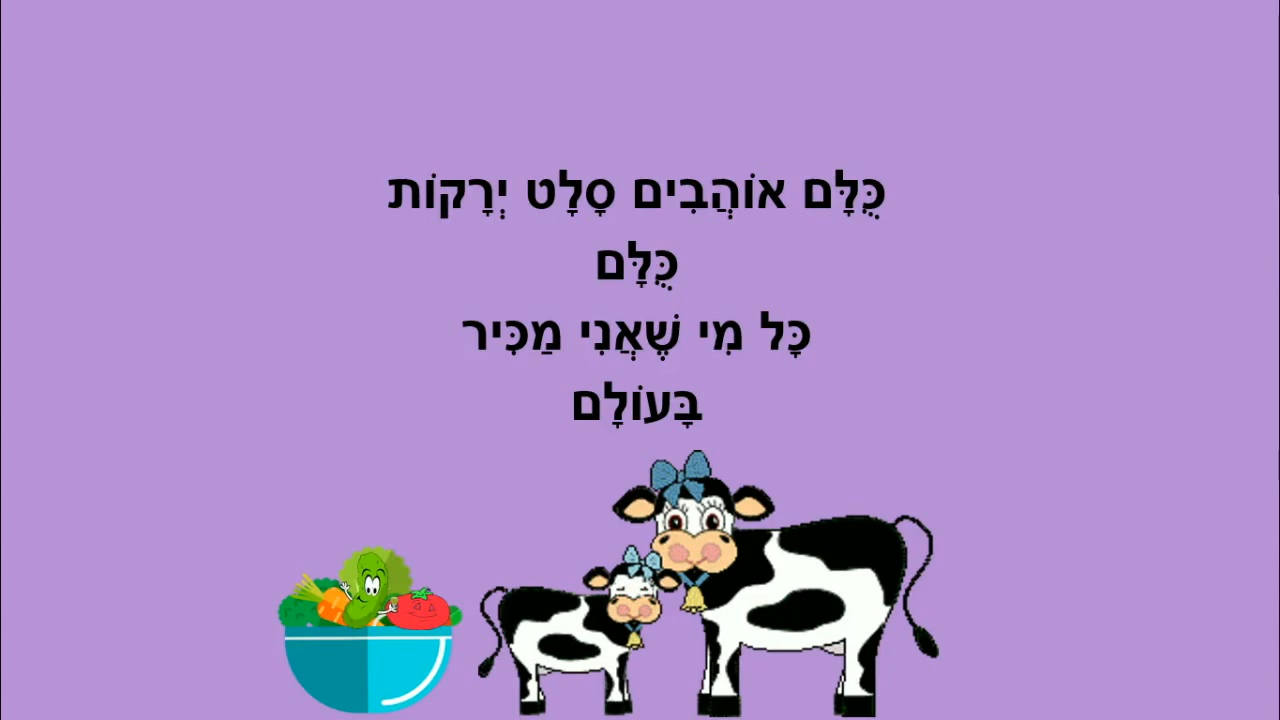 כֻּלָּם אוֹהֲבִים סָלָט יְרָקוֹת
כֻּלָּם
כָּל מִי שֶׁאֲנִי מַכִּיר
בָּעוֹלָם